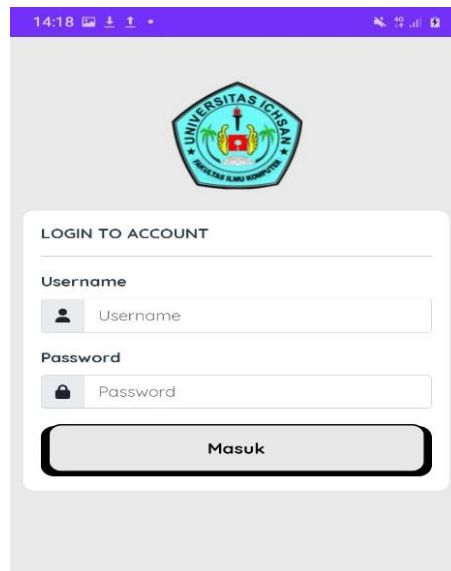 14:18
UNIVERSITAS ICHSAN
FAKULTAS ILMU KOMPUTER
LOGIN TO ACCOUNT
Username
Username
Password
Password
Masuk